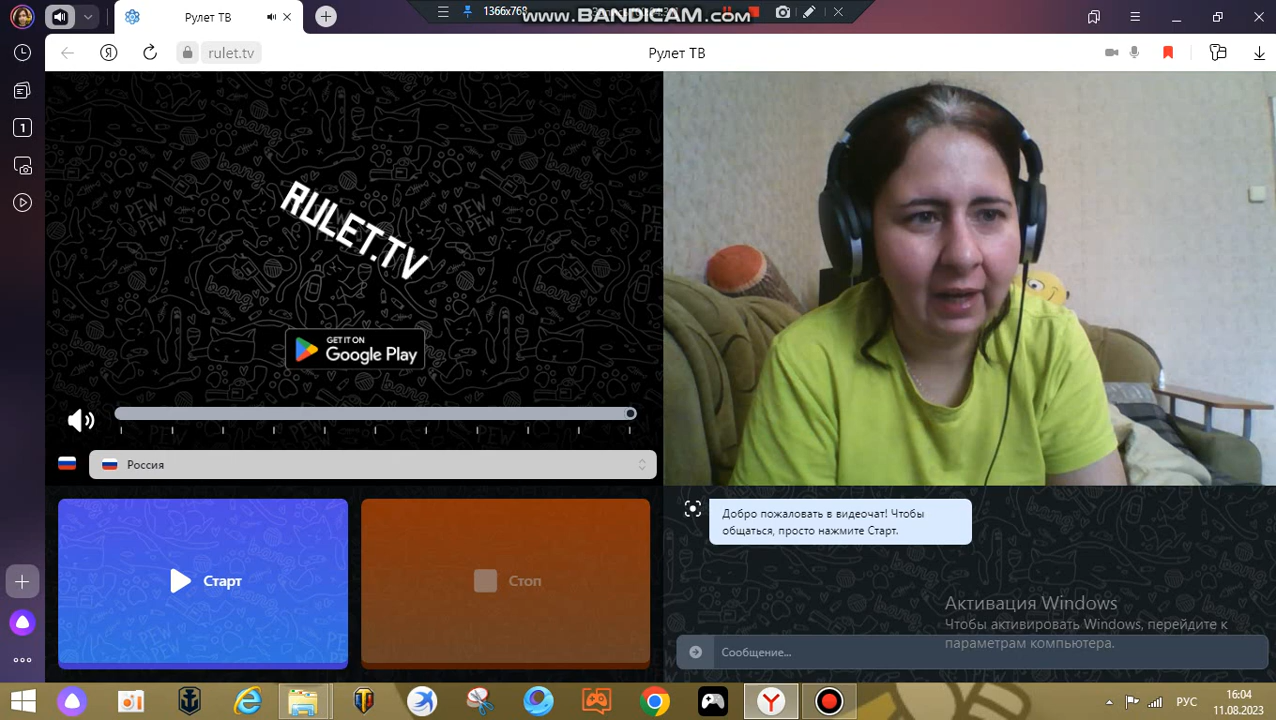 Рулет ТВ
1366x768
www.BANDICAM.com
rulet.tv
Рулет ТВ
1
RULET.TV
GET IT ON
Google Play
Россия
Добро пожаловать в видеочат! Чтобы
общаться, просто нажмите Старт.
Старт
Стоп
Активация Windows
Чтобы активировать Windows, перейдите к
параметрам компьютера.
Сообщение...
РУС
16:04
11.08.2023